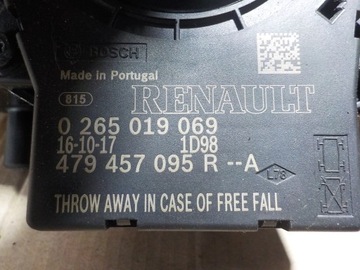 BOSCH
Made in Portugal
815 RENAULT
0 265 019 069
16-10-17 1D98
479 457 095 R --A
L78
THROW AWAY IN CASE OF FREE FALL